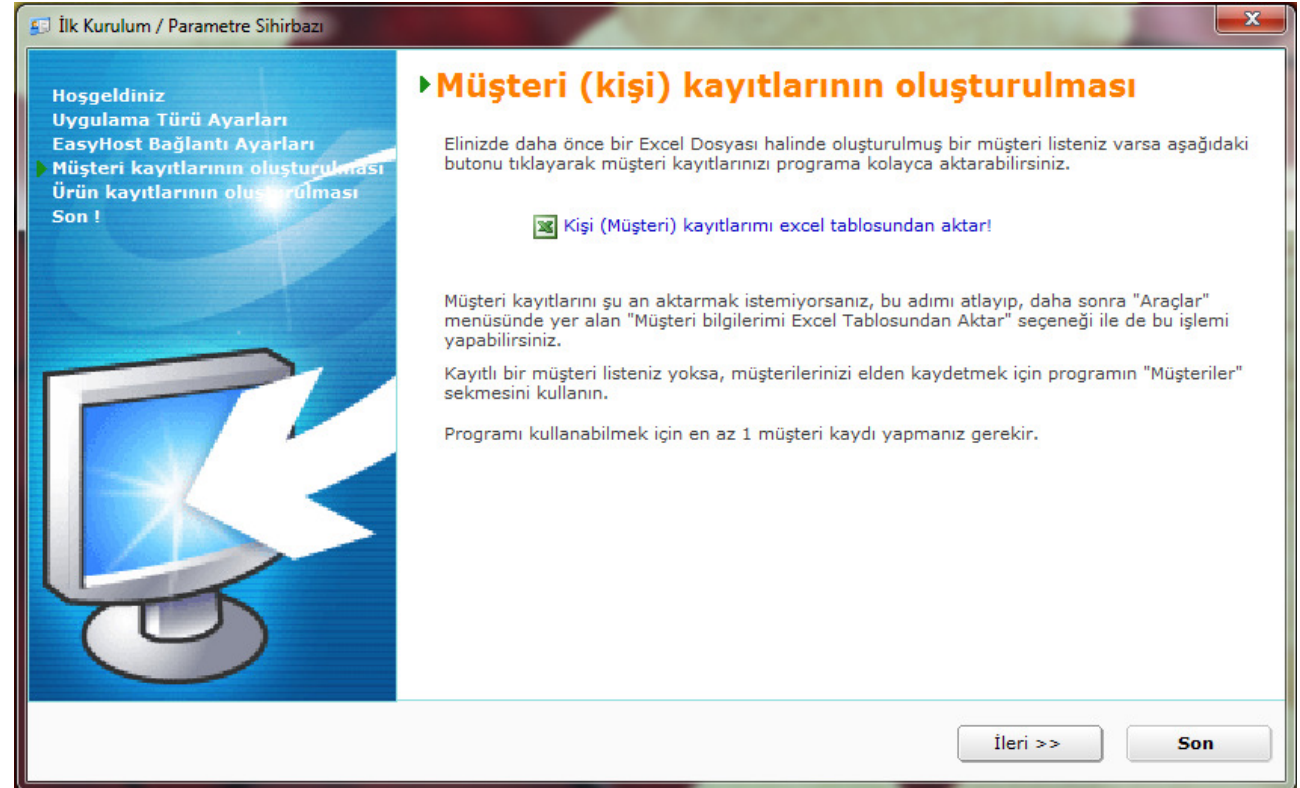 İlk Kurulum / Parametre Sihirbazı
Hoşgeldiniz
Uygulama Türü Ayarları
EasyHost Bağlantı Ayarları
Müşteri kayıtlarının oluşturulması
Ürün kayıtlarının oluşturulması
Son !
Müşteri (kişi) kayıtlarının oluşturulması
Elinizde daha önce bir Excel Dosyası halinde oluşturulmuş bir müşteri listeniz varsa aşağıdaki
butonu tıklayarak müşteri kayıtlarınızı programa kolayca aktarabilirsiniz.
Kişi (Müşteri) kayıtlarımı excel tablosundan aktar!
Müşteri kayıtlarını şu an aktarmak istemiyorsanız, bu adımı atlayıp, daha sonra "Araçlar"
menüsünde yer alan "Müşteri bilgilerimi Excel Tablosundan Aktar" seçeneği ile de bu işlemi
yapabilirsiniz.
Kayıtlı bir müşteri listeniz yoksa, müşterilerinizi elden kaydetmek için programın "Müşteriler"
sekmesini kullanın.
Programı kullanabilmek için en az 1 müşteri kaydı yapmanız gerekir.
İleri >>
Son